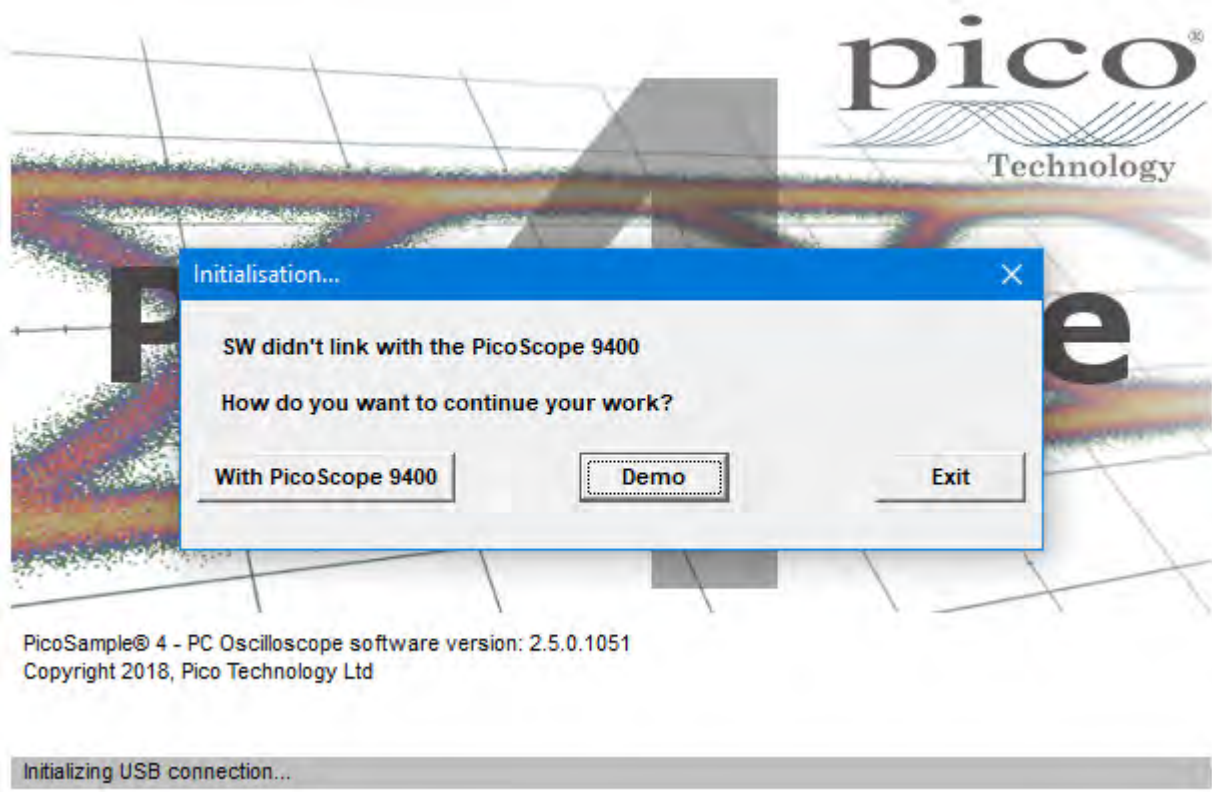 pico®
Technology
4
P e
Initialisation...
SW didn't link with the PicoScope 9400
How do you want to continue your work?
With PicoScope 9400
Demo
Exit
PicoSample® 4 - PC Oscilloscope software version: 2.5.0.1051
Copyright 2018, Pico Technology Ltd
Initializing USB connection...